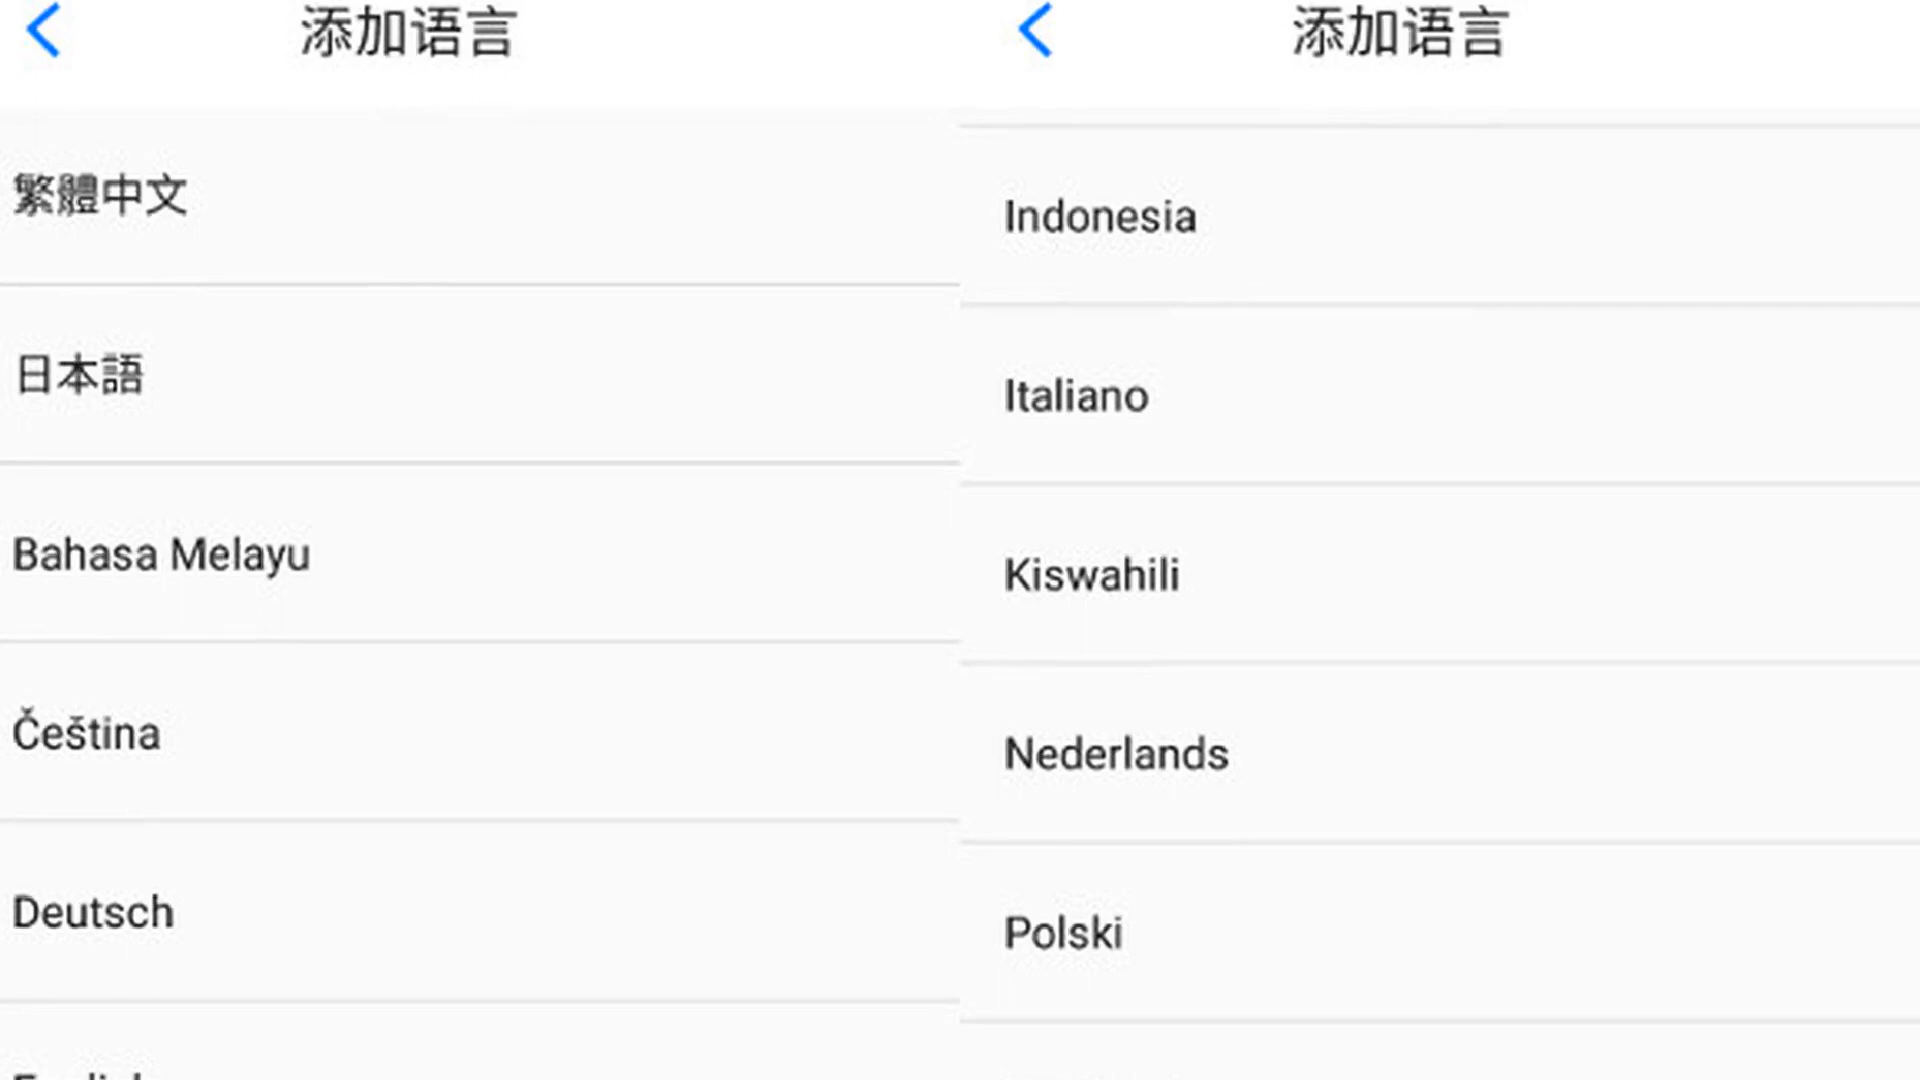 添加语言
繁體中文
日本語
Bahasa Melayu
Čeština
Deutsch
添加语言
Indonesia
Italiano
Kiswahili
Nederlands
Polski